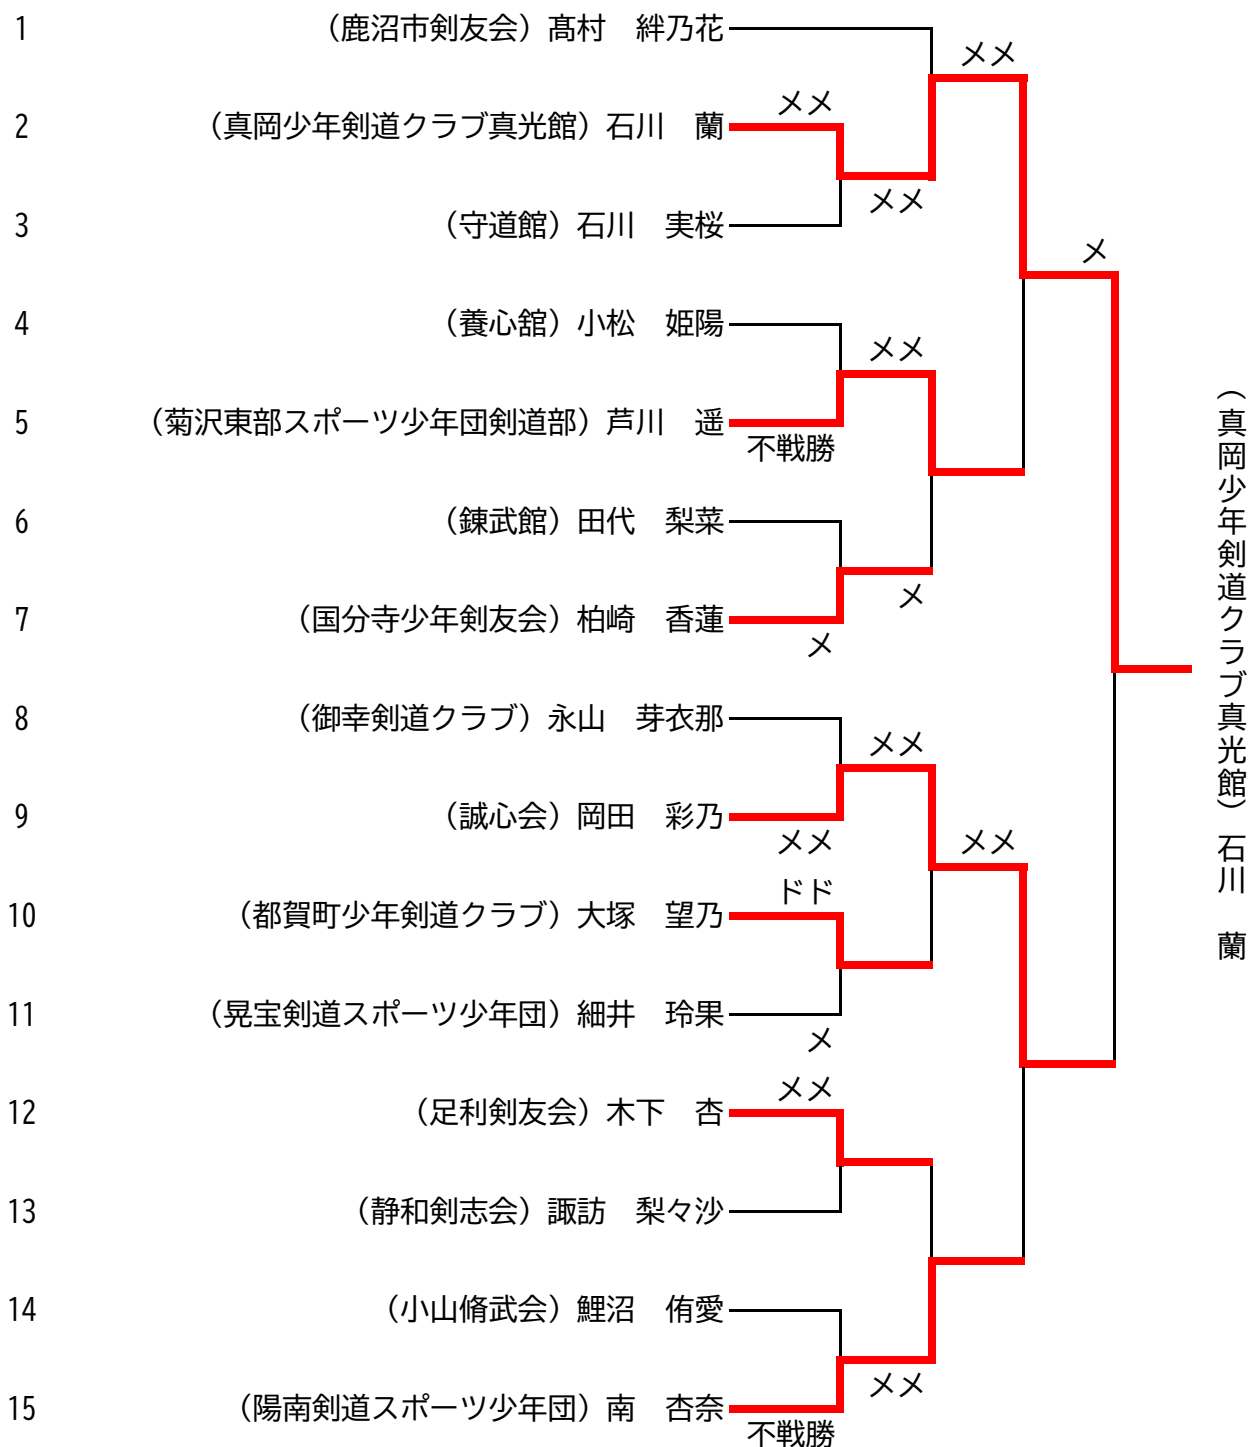 1 （鹿沼市剣友会）髙村　絆乃花
メメ
メメ
2 （真岡少年剣道クラブ真光館）石川　蘭
メメ
3 （守道館）石川　実桜
メ
4 （養心舘）小松　姫陽
メメ
5 （菊沢東部スポーツ少年団剣道部）芦川　遥
不戦勝
6 （錬武館）田代　梨菜
メ
7 （国分寺少年剣友会）柏崎　香蓮
メ
8 （御幸剣道クラブ）永山　芽衣那
メメ
9 （誠心会）岡田　彩乃
メメ
メメ
ドド
10 （都賀町少年剣道クラブ）大塚　望乃
11 （晃宝剣道スポーツ少年団）細井　玲果
メ
メメ
12 （足利剣友会）木下　杏
13 （静和剣志会）諏訪　梨々沙
14 （小山脩武会）鯉沼　侑愛
メメ
15 （陽南剣道スポーツ少年団）南　杏奈
不戦勝
（真岡少年剣道クラブ真光館）石川　蘭